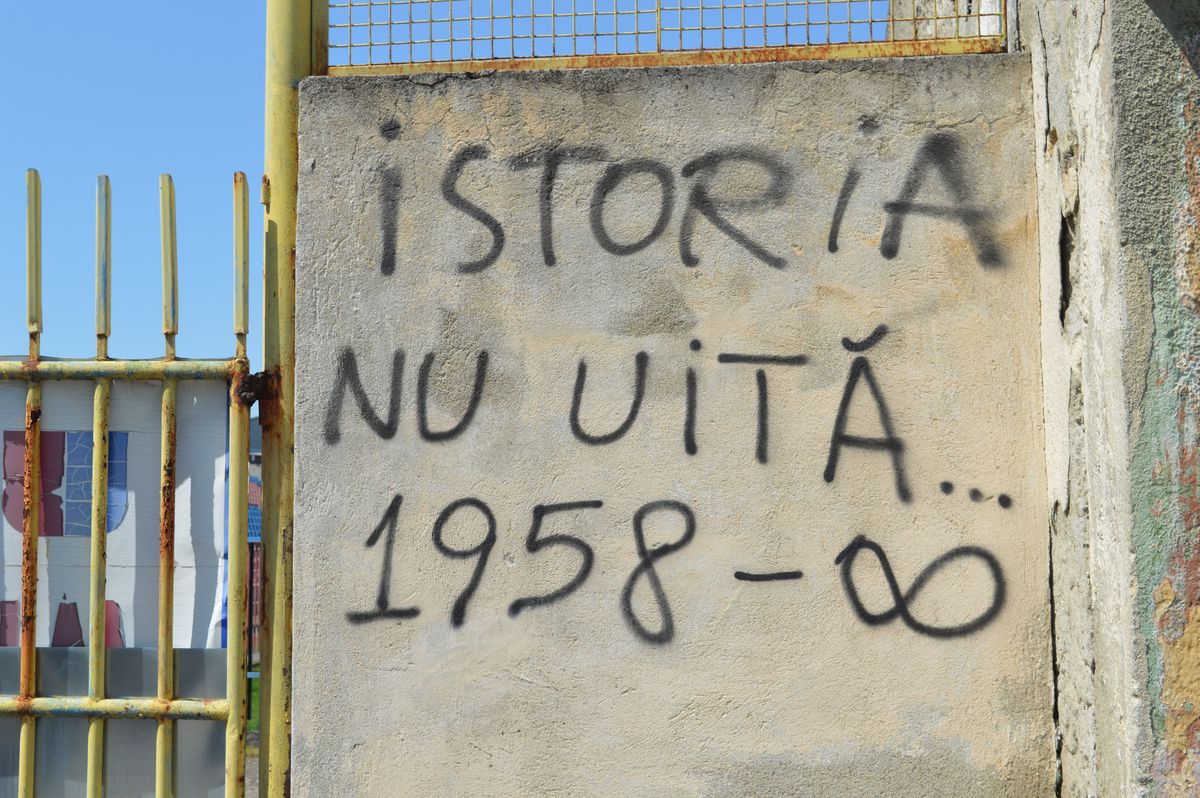 iSTORiA
NU UiTĂ...
1958-∞